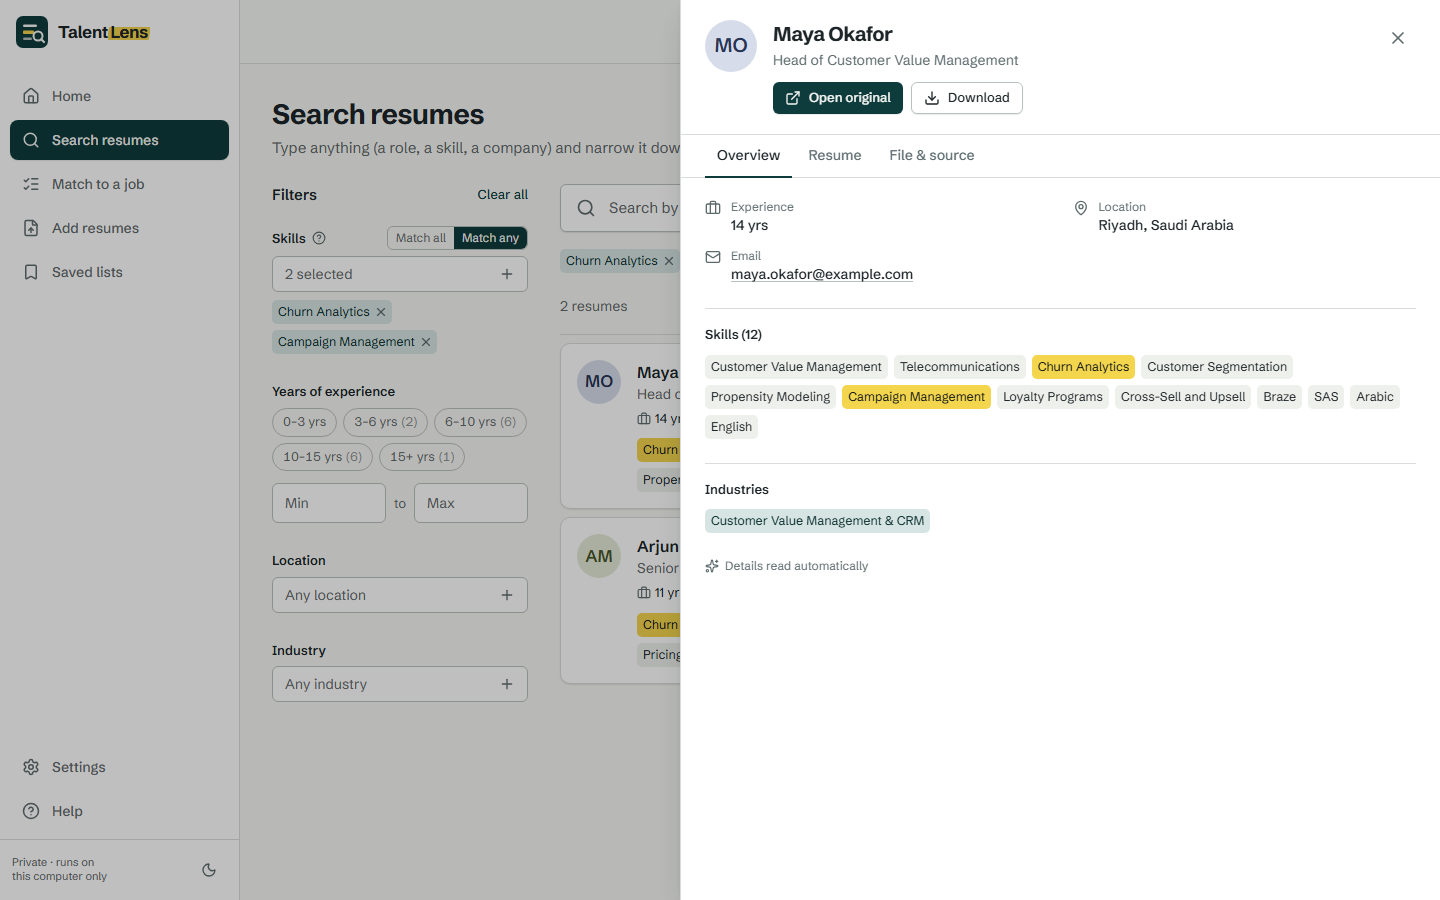 TalentLens
Home
Search resumes
Match to a job
Add resumes
Saved lists
Settings
Help
Private · runs on
this computer only
Search resumes
Type anything (a role, a skill, a company) and narrow it dow
Filters
Clear all
Skills
Match all
Match any
2 selected
Churn Analytics
Campaign Management
Years of experience
0–3 yrs
3–6 yrs (2)
6–10 yrs (6)
10–15 yrs (6)
15+ yrs (1)
Min
to
Max
Location
Any location
Industry
Any industry
Search by
Churn Analytics
2 resumes
MO
Maya
Head
14 yr
Churn
AM
Arjun
Senior
11 yr
Churn
Pricing
MO
Maya Okafor
Head of Customer Value Management
Open original
Download
Overview
Resume
File & source
Experience
14 yrs
Location
Riyadh, Saudi Arabia
Email
maya.okafor@example.com
Skills (12)
Customer Value Management
Telecommunications
Churn Analytics
Customer Segmentation
Propensity Modeling
Campaign Management
Loyalty Programs
Cross-Sell and Upsell
Braze
SAS
Arabic
English
Industries
Customer Value Management & CRM
Details read automatically